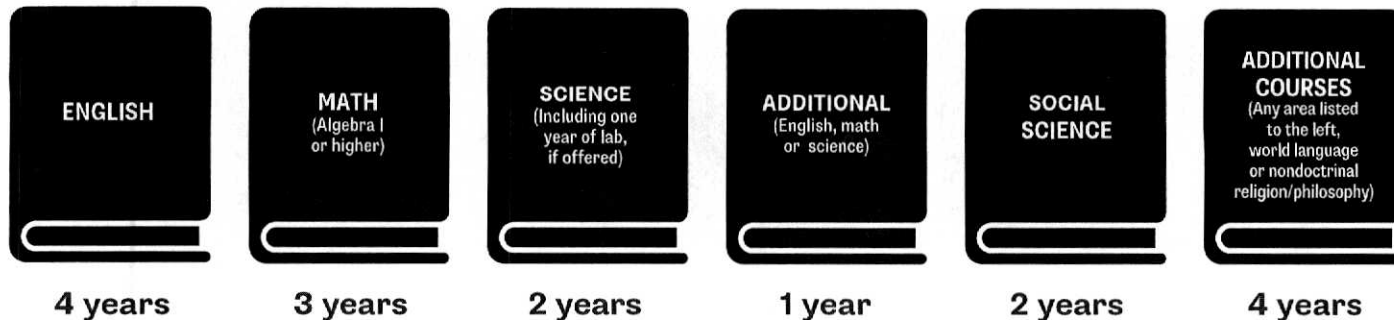 ENGLISH
4 years
MATH
(Algebra I
or higher)
3 years
SCIENCE
(Including one
year of lab,
if offered)
2 years
ADDITIONAL
(English, math
or science)
1 year
SOCIAL
SCIENCE
2 years
ADDITIONAL
COURSES
(Any area listed
to the left,
world language
or nondoctrinal
religion/philosophy)
4 years